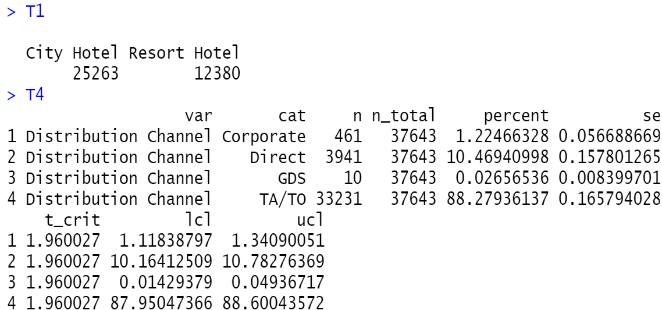 > T1
City Hotel Resort Hotel
25263 12380
> T4
var cat n n_total percent se
1 Distribution Channel Corporate 461 37643 1.22466328 0.056688669
2 Distribution Channel Direct 3941 37643 10.46940998 0.157801265
3 Distribution Channel GDS 10 37643 0.02656536 0.008399701
4 Distribution Channel TA/TO 33231 37643 88.27936137 0.165794028
t_crit lcl ucl
1 1.960027 1.11838797 1.34090051
2 1.960027 10.16412509 10.78276369
3 1.960027 0.01429379 0.04936717
4 1.960027 87.95047366 88.60043572